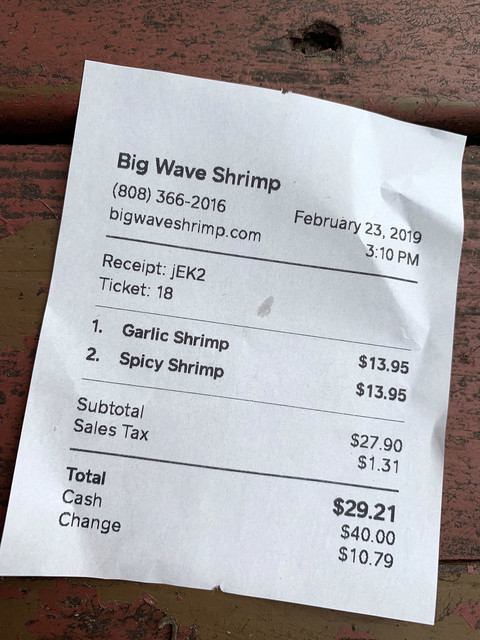 Big Wave Shrimp
(808) 366-2016
bigwaveshrimp.com
February 23, 2019
3:10 PM
Receipt: jEK2
Ticket: 18
1. Garlic Shrimp $13.95
2. Spicy Shrimp $13.95
Subtotal $27.90
Sales Tax $1.31
Total $29.21
Cash $40.00
Change $10.79